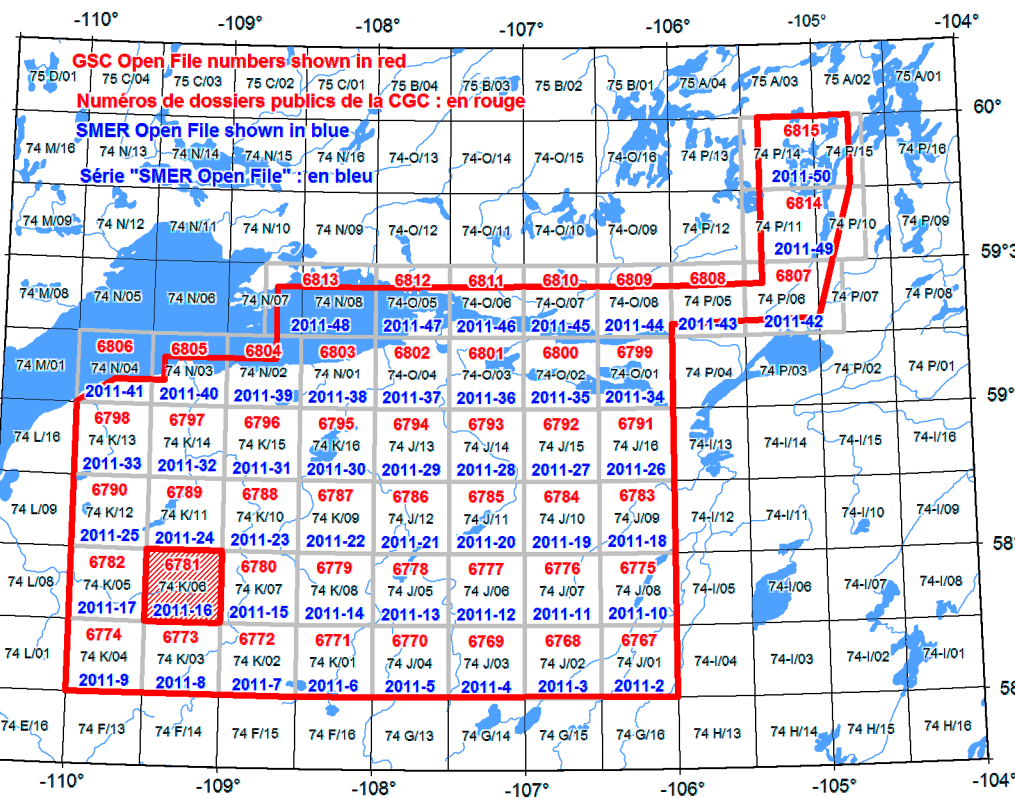 -110° -109° -108° -107° -106° -105° -104°
GSC Open File numbers shown in red
75 D/01 75 C/04 75 C/03 75 C/02 75 C/01 75 B/04 75 B/03 75 B/02 75 B/01 75 A/04 75 A/03 75 A/02 75 A/01
Numéros de dossiers publics de la CGC : en rouge
60°
SMER Open File shown in blue
6815
74 M/16 74 N/13 74 N/14 74 N/15 74 N/16 74-O/13 74-O/14 74-O/15 74-O/16 74 P/13 74 P/14 74 P/15 74 P/16
Série "SMER Open File" : en bleu
2011-50
6814
74 M/09 74 N/12 74 N/11 74 N/10 74 N/09 74-O/12 74-O/11 74-O/10 74-O/09 74 P/12 74 P/11 74 P/10 74 P/09
2011-49
59°3
6813 6812 6811 6810 6809 6808 6807
74 M/08 74 N/05 74 N/06 74 N/07 74 N/08 74-O/05 74-O/06 74-O/07 74-O/08 74 P/05 74 P/06 74 P/07 74 P/08
2011-48 2011-47 2011-46 2011-45 2011-44 2011-43 2011-42
6806 6805 6804 6803 6802 6801 6800 6799
74 M/01 74 N/04 74 N/03 74 N/02 74 N/01 74-O/04 74-O/03 74-O/02 74-O/01 74 P/04 74 P/03 74 P/02 74 P/01
2011-41 2011-40 2011-39 2011-38 2011-37 2011-36 2011-35 2011-34
59°
6798 6797 6796 6795 6794 6793 6792 6791
74 L/16 74 K/13 74 K/14 74 K/15 74 K/16 74 J/13 74 J/14 74 J/15 74 J/16 74-I/13 74-I/14 74-I/15 74-I/16
2011-33 2011-32 2011-31 2011-30 2011-29 2011-28 2011-27 2011-26
6790 6789 6788 6787 6786 6785 6784 6783
74 L/09 74 K/12 74 K/11 74 K/10 74 K/09 74 J/12 74 J/11 74 J/10 74 J/09 74-I/12 74-I/11 74-I/10 74-I/09
2011-25 2011-24 2011-23 2011-22 2011-21 2011-20 2011-19 2011-18
58°
6782 6781 6780 6779 6778 6777 6776 6775
74 L/08 74 K/05 74 K/06 74 K/07 74 K/08 74 J/05 74 J/06 74 J/07 74 J/08 74-I/05 74-I/06 74-I/07 74-I/08
2011-17 2011-16 2011-15 2011-14 2011-13 2011-12 2011-11 2011-10
6774 6773 6772 6771 6770 6769 6768 6767
74 L/01 74 K/04 74 K/03 74 K/02 74 K/01 74 J/04 74 J/03 74 J/02 74 J/01 74-I/04 74-I/03 74-I/02 74-I/01
2011-9 2011-8 2011-7 2011-6 2011-5 2011-4 2011-3 2011-2
58
74 E/16 74 F/13 74 F/14 74 F/15 74 F/16 74 G/13 74 G/14 74 G/15 74 G/16 74 H/13 74 H/14 74 H/15 74 H/16
-110° -109° -108° -107° -106° -105° -104°